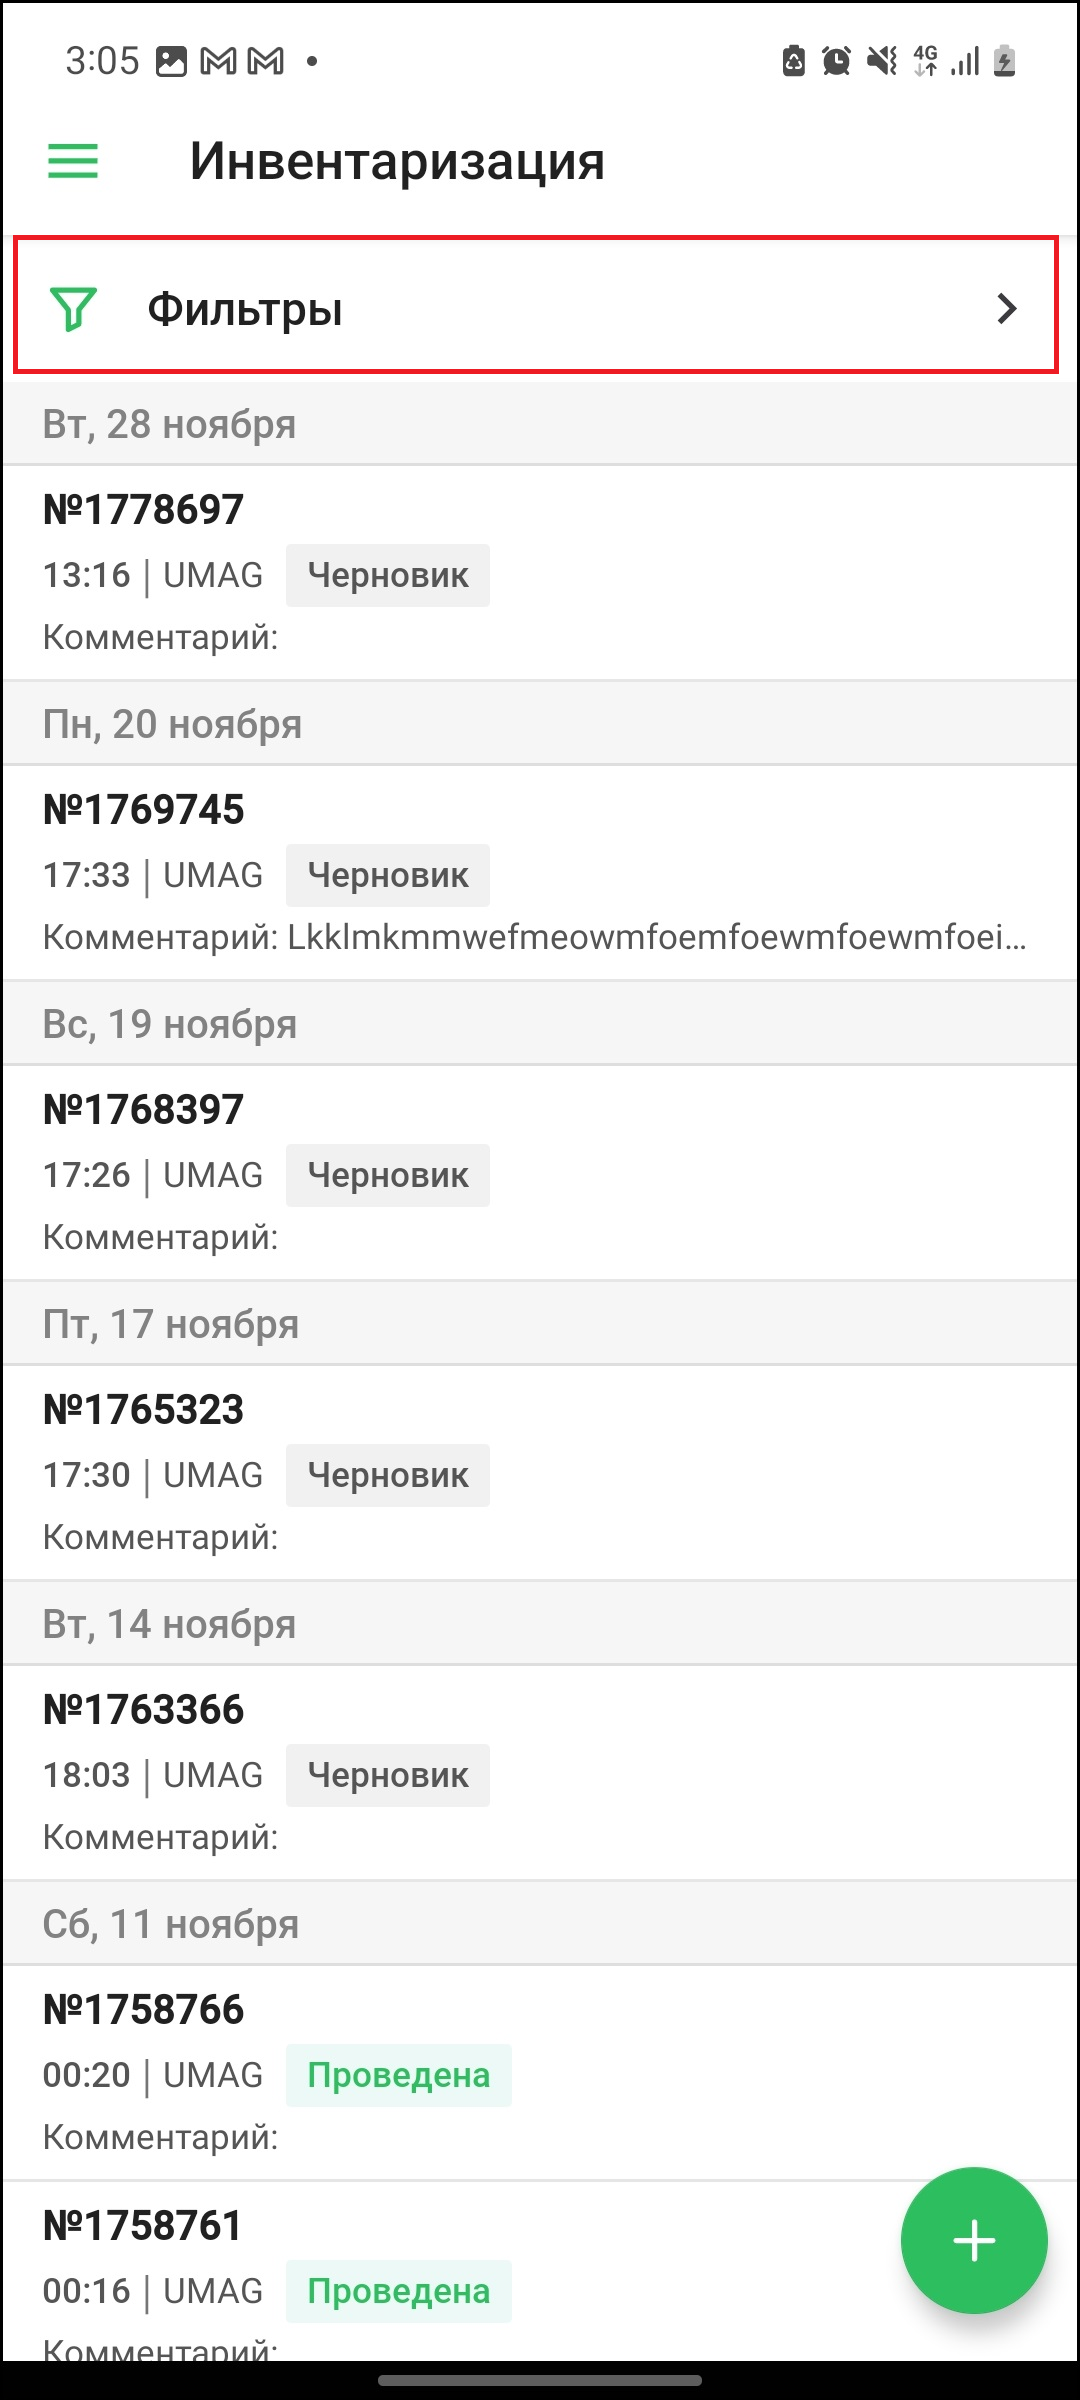 3:05 4G
Инвентаризация
Фильтры
Вт, 28 ноября
№1778697
13:16 | UMAG Черновик
Комментарий:
Пн, 20 ноября
№1769745
17:33 | UMAG Черновик
Комментарий: Lkklmkmmwefmeowmfoemfoewmfoewmfoei...
Вс, 19 ноября
№1768397
17:26 | UMAG Черновик
Комментарий:
Пт, 17 ноября
№1765323
17:30 | UMAG Черновик
Комментарий:
Вт, 14 ноября
№1763366
18:03 | UMAG Черновик
Комментарий:
Сб, 11 ноября
№1758766
00:20 | UMAG Проведена
Комментарий:
№1758761
00:16 | UMAG Проведена
Комментарий: